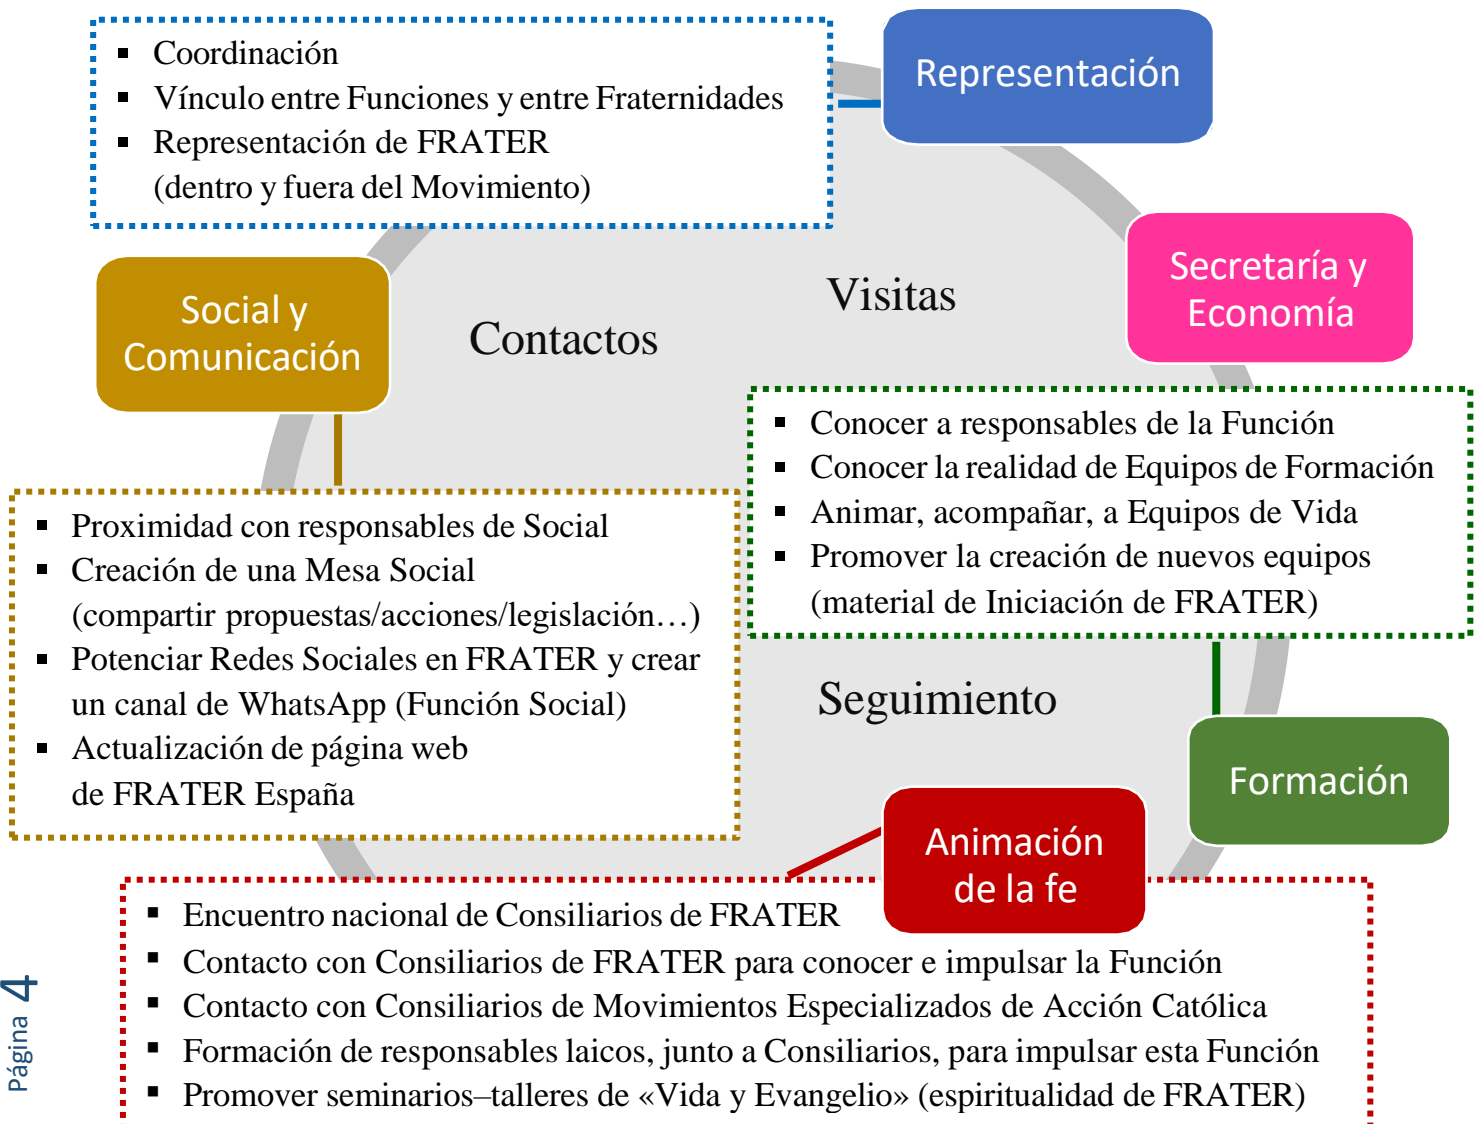 Coordinación
Vínculo entre Funciones y entre Fraternidades
Representación de FRATER
(dentro y fuera del Movimiento)
Representación
Secretaría y
Economía
Social y
Comunicación
Visitas
Contactos
Conocer a responsables de la Función
Conocer la realidad de Equipos de Formación
Animar, acompañar, a Equipos de Vida
Promover la creación de nuevos equipos
(material de Iniciación de FRATER)
Proximidad con responsables de Social
Creación de una Mesa Social
(compartir propuestas/acciones/legislación…)
Potenciar Redes Sociales en FRATER y crear
un canal de WhatsApp (Función Social)
Actualización de página web
de FRATER España
Seguimiento
Formación
Animación
de la fe
Encuentro nacional de Consiliarios de FRATER
Contacto con Consiliarios de FRATER para conocer e impulsar la Función
Contacto con Consiliarios de Movimientos Especializados de Acción Católica
Formación de responsables laicos, junto a Consiliarios, para impulsar esta Función
Promover seminarios–talleres de «Vida y Evangelio» (espiritualidad de FRATER)
Página 4